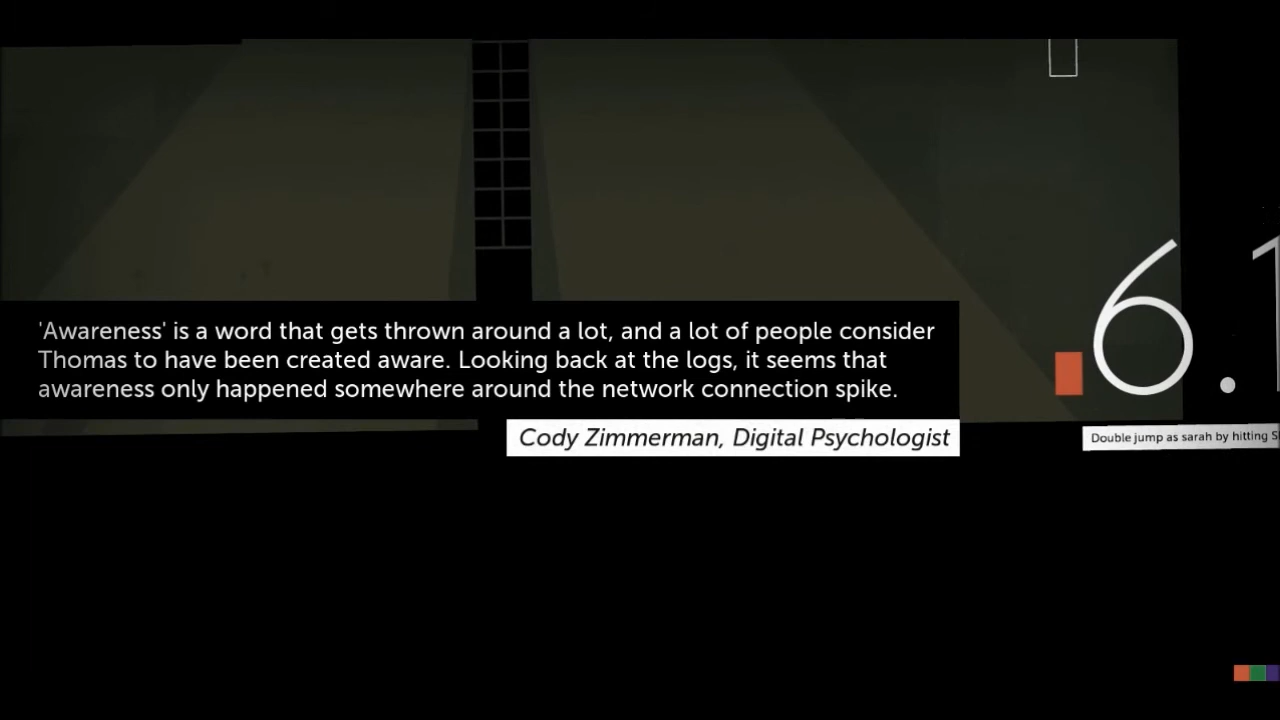 'Awareness' is a word that gets thrown around a lot, and a lot of people consider
Thomas to have been created aware. Looking back at the logs, it seems that
awareness only happened somewhere around the network connection spike.
Cody Zimmerman, Digital Psychologist
6.1
Double jump as sarah by hitting S